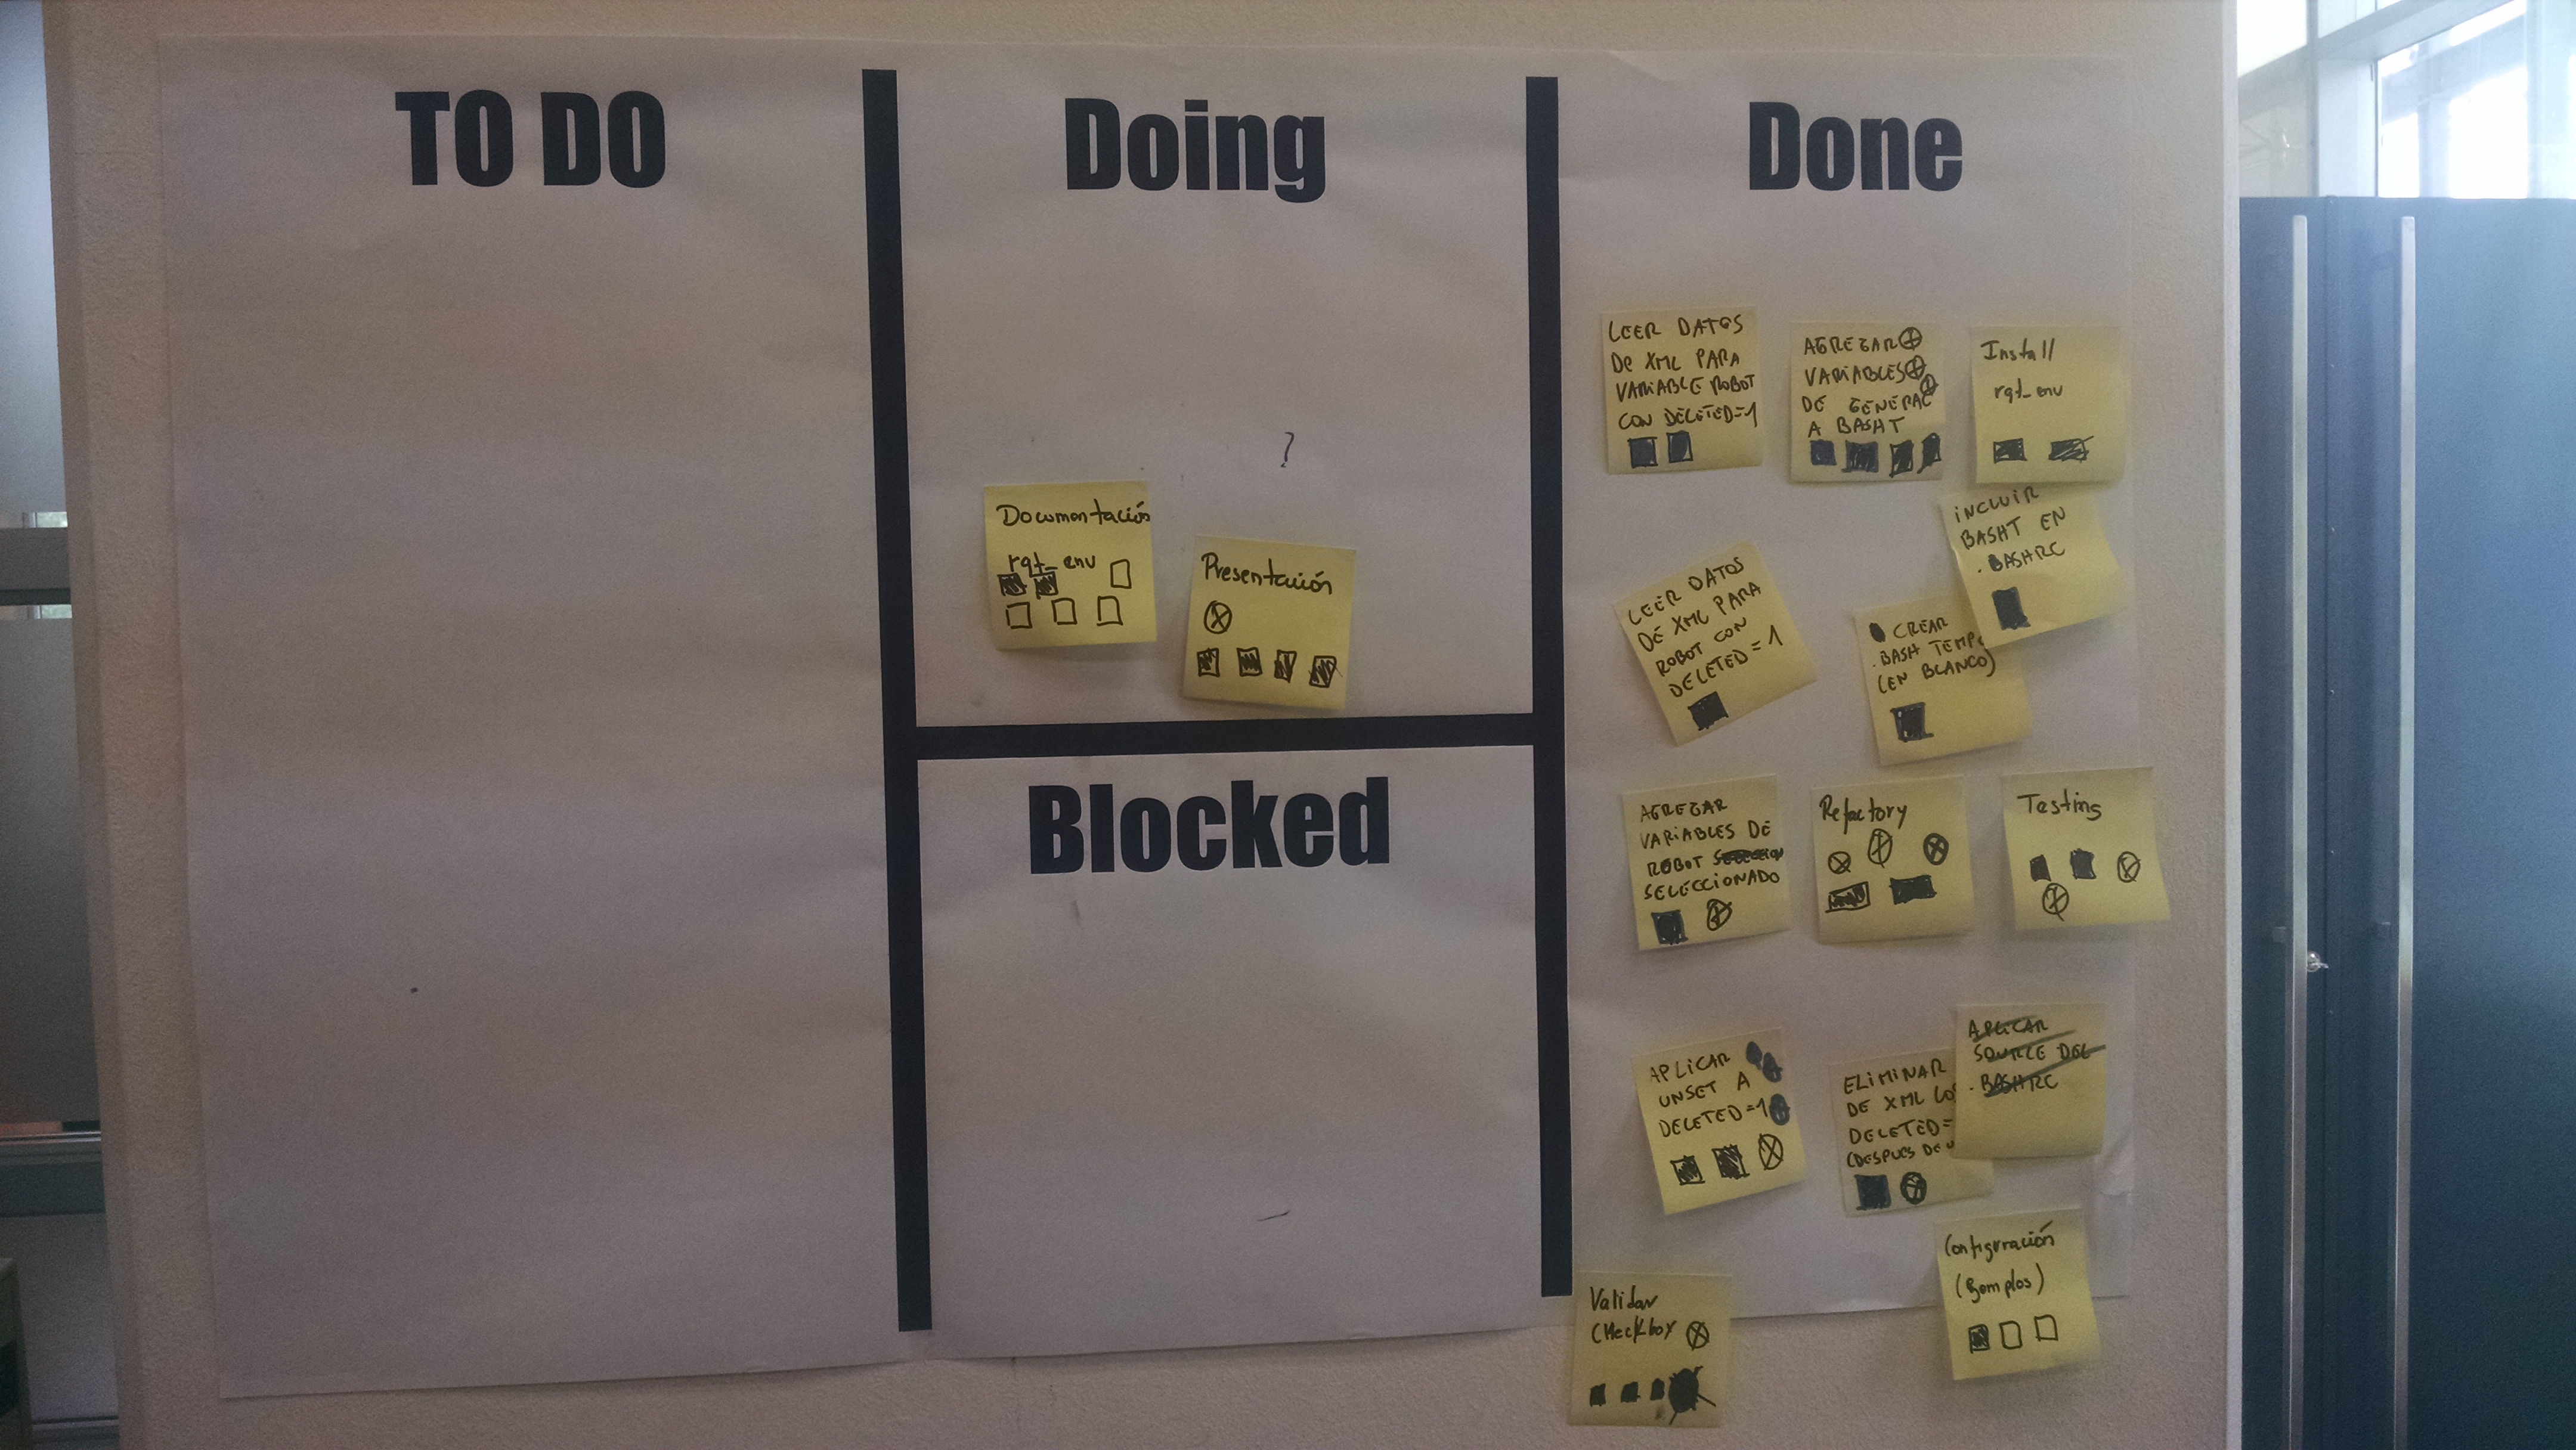 TO DO
Doing
Documentación
rqt_env
?
Presentación
Blocked
Done
LEER DATOS
DE XML PARA
VARIABLE ROBOT
CON DELETED=1
AGREGAR
VARIABLES
DE GENERAL
A BASHT
Install
rqt_env
LEER DATOS
DE XML PARA
ROBOT CON
DELETED = 1
CREAR
.BASH TEMP
(EN BLANCO)
INCLUIR
BASHT EN
.BASHRC
AGREGAR
VARIABLES DE
ROBOT
SELECCIONADO
Refactory
Testing
APLICAR
UNSET A
DELETED=1
ELIMINAR
DE XML LOS
DELETED=
(DESPUES DE
APLICAR
SOURCE DEL
.BASHRC
Validar
CHeckbox
Configuración
(Ejemplos)